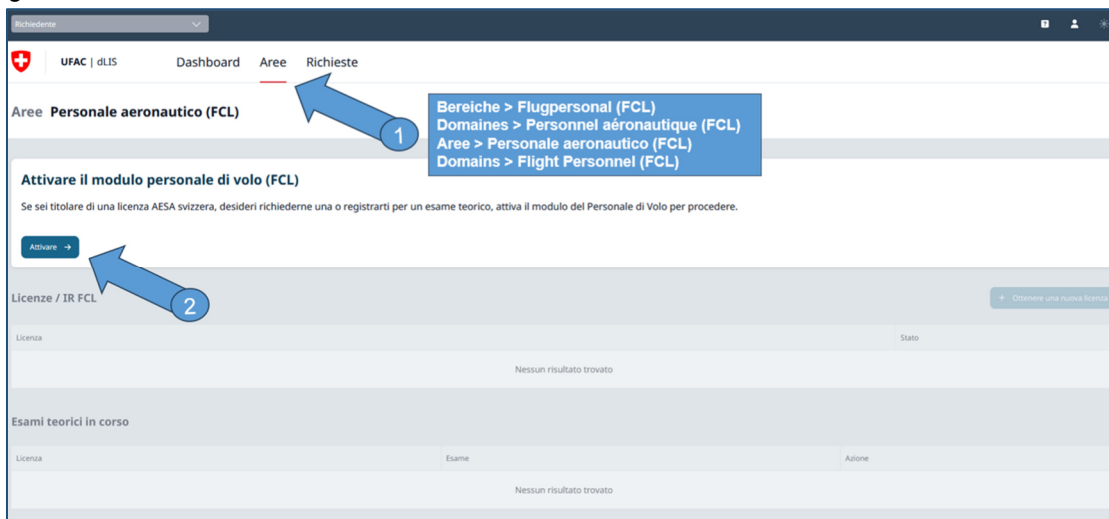 Richiedente
UFAC | dLIS Dashboard Aree Richieste
Aree Personale aeronautico (FCL)
1
Bereiche > Flugpersonal (FCL)
Domaines > Personnel aéronautique (FCL)
Aree > Personale aeronautico (FCL)
Domains > Flight Personnel (FCL)
Attivare il modulo personale di volo (FCL)
Se sei titolare di una licenza AESA svizzera, desideri richiederne una o registrarti per un esame teorico, attiva il modulo del Personale di Volo per procedere.
Attivare →
2
Licenze / IR FCL
+ Ottenere una nuova licenza
Licenza Stato
Nessun risultato trovato
Esami teorici in corso
Licenza Esame Azione
Nessun risultato trovato